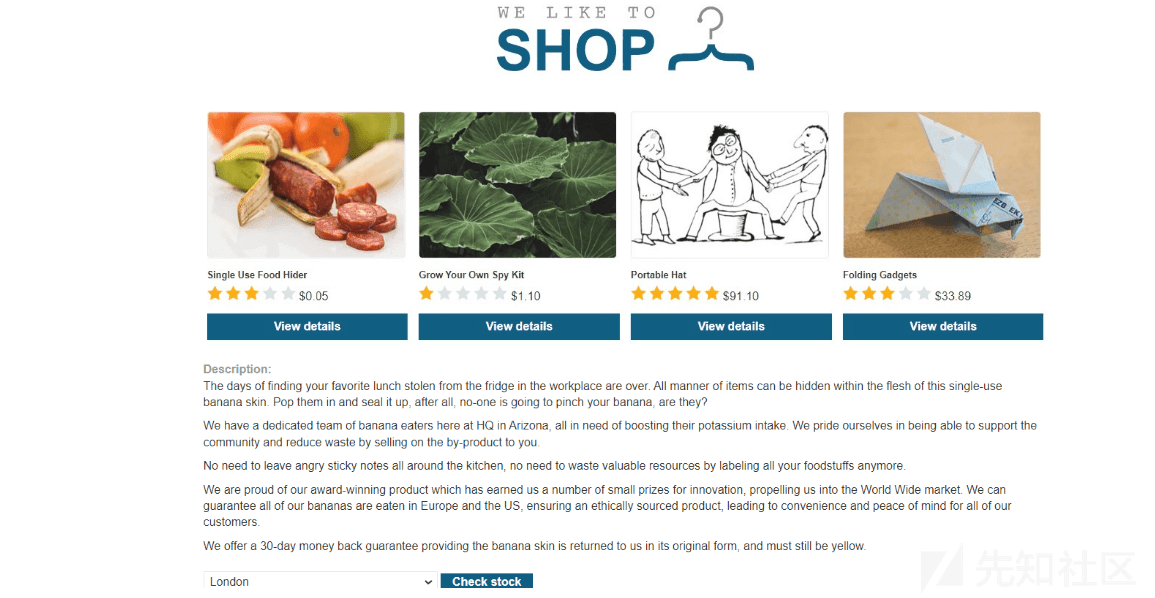 WE LIKE TO
SHOP
Single Use Food Hider
$0.05
View details
Grow Your Own Spy Kit
$1.10
View details
Portable Hat
$91.10
View details
Folding Gadgets
$33.89
View details
EZB EK
Description:
The days of finding your favorite lunch stolen from the fridge in the workplace are over. All manner of items can be hidden within the flesh of this single-use
banana skin. Pop them in and seal it up, after all, no-one is going to pinch your banana, are they?
We have a dedicated team of banana eaters here at HQ in Arizona, all in need of boosting their potassium intake. We pride ourselves in being able to support the
community and reduce waste by selling on the by-product to you.
No need to leave angry sticky notes all around the kitchen, no need to waste valuable resources by labeling all your foodstuffs anymore.
We are proud of our award-winning product which has earned us a number of small prizes for innovation, propelling us into the World Wide market. We can
guarantee all of our bananas are eaten in Europe and the US, ensuring an ethically sourced product, leading to convenience and peace of mind for all of our
customers.
We offer a 30-day money back guarantee providing the banana skin is returned to us in its original form, and must still be yellow.
London
Check stock
先知社区